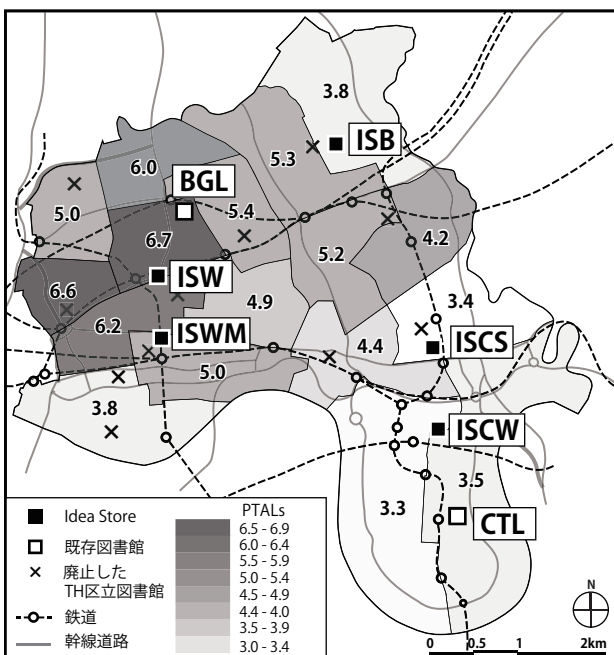 3.8
ISB
5.3
6.0
BGL
5.0
5.4
4.2
6.7
5.2
ISW
6.6
4.9
3.4
6.2
ISWM
ISCS
4.4
5.0
3.8
ISCW
3.5
3.3
CTL
Idea Store
既存図書館
廃止した
TH区立図書館
鉄道
幹線道路
PTALs
6.5 - 6.9
6.0 - 6.4
5.5 - 5.9
5.0 - 5.4
4.5 - 4.9
4.4 - 4.0
3.5 - 3.9
3.0 - 3.4
N
0 0.5 1 2km